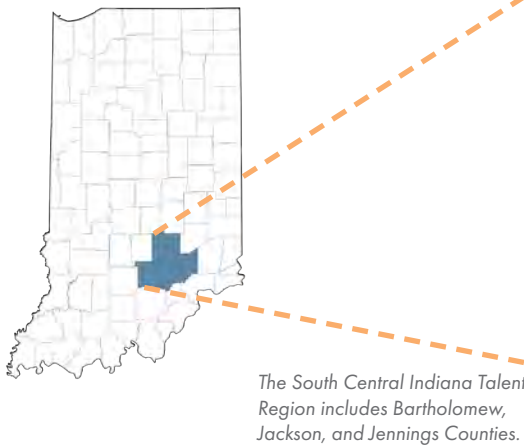 The South Central Indiana Talent
Region includes Bartholomew,
Jackson, and Jennings Counties.